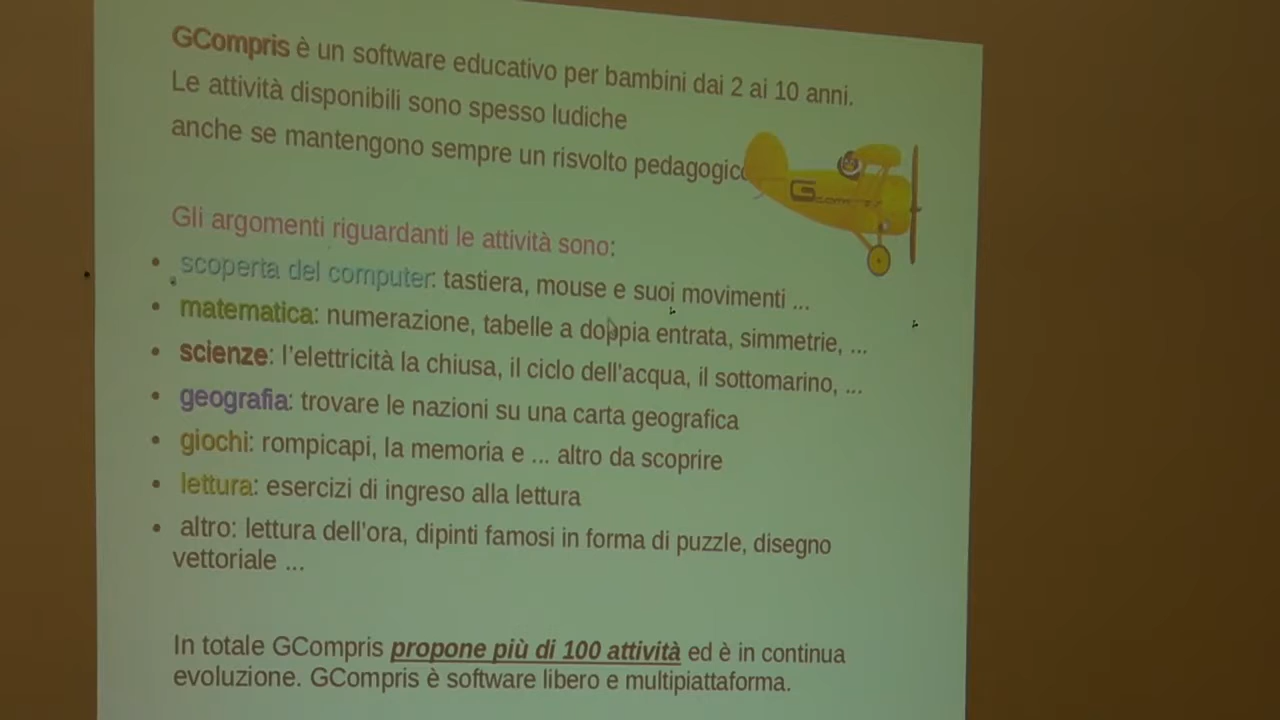 GCompris è un software educativo per bambini dai 2 ai 10 anni.
Le attività disponibili sono spesso ludiche
anche se mantengono sempre un risvolto pedagogico
GCOMPRIS
Gli argomenti riguardanti le attività sono:
• scoperta del computer: tastiera, mouse e suoi movimenti ...
• matematica: numerazione, tabelle a doppia entrata, simmetrie, ...
• scienze: l'elettricità la chiusa, il ciclo dell'acqua, il sottomarino, ...
• geografia: trovare le nazioni su una carta geografica
• giochi: rompicapi, la memoria e ... altro da scoprire
• lettura: esercizi di ingreso alla lettura
• altro: lettura dell'ora, dipinti famosi in forma di puzzle, disegno
vettoriale ...
In totale GCompris propone più di 100 attività ed è in continua
evoluzione. GCompris è software libero e multipiattaforma.